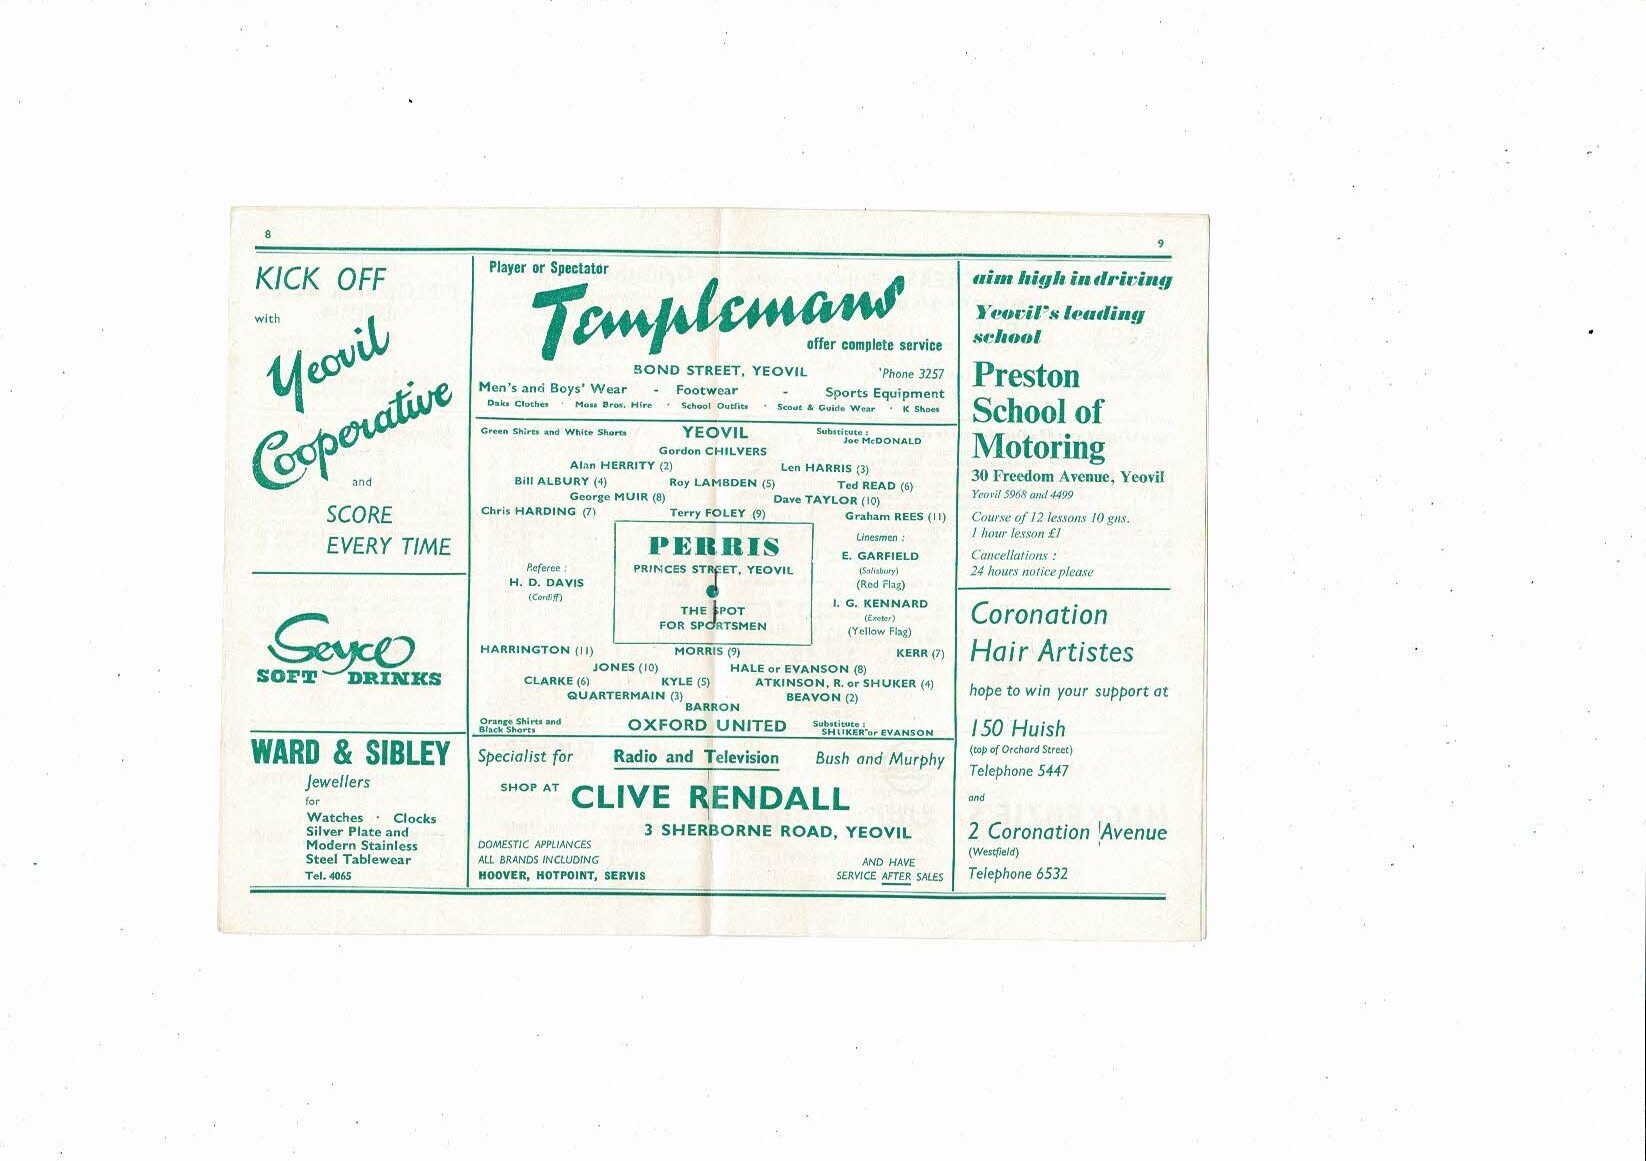 8
9
KICK OFF
with
Yeovil
Cooperative
and
SCORE
EVERY TIME
Seyco
SOFT DRINKS
WARD & SIBLEY
Jewellers
for
Watches · Clocks
Silver Plate and
Modern Stainless
Steel Tablewear
Tel. 4065
Player or Spectator
Templemans
offer complete service
BOND STREET, YEOVIL 'Phone 3257
Men's and Boys' Wear - Footwear - Sports Equipment
Daks Clothes · Moss Bros. Hire · School Outfits · Scout & Guide Wear · K Shoes
Green Shirts and White Shorts YEOVIL Substitute :
Joe McDONALD
Gordon CHILVERS
Alan HERRITY (2) Len HARRIS (3)
Bill ALBURY (4) Roy LAMBDEN (5) Ted READ (6)
George MUIR (8) Dave TAYLOR (10)
Chris HARDING (7) Terry FOLEY (9) Graham REES (11)
Referee :
H. D. DAVIS
(Cardiff)
PERRIS
PRINCES STREET, YEOVIL
THE SPOT
FOR SPORTSMEN
Linesmen :
E. GARFIELD
(Salisbury)
(Red Flag)
I. G. KENNARD
(Exeter)
(Yellow Flag)
HARRINGTON (11) MORRIS (9) KERR (7)
JONES (10) HALE or EVANSON (8)
CLARKE (6) KYLE (5) ATKINSON, R. or SHUKER (4)
QUARTERMAIN (3) BEAVON (2)
BARRON
Orange Shirts and
Black Shorts
OXFORD UNITED
Substitute :
SHUKER or EVANSON
Specialist for Radio and Television Bush and Murphy
SHOP AT CLIVE RENDALL
3 SHERBORNE ROAD, YEOVIL
DOMESTIC APPLIANCES
ALL BRANDS INCLUDING
HOOVER, HOTPOINT, SERVIS
AND HAVE
SERVICE AFTER SALES
aim high in driving
Yeovil's leading
school
Preston
School of
Motoring
30 Freedom Avenue, Yeovil
Yeovil 5968 and 4499
Course of 12 lessons 10 gns.
1 hour lesson £1
Cancellations :
24 hours notice please
Coronation
Hair Artistes
hope to win your support at
150 Huish
(top of Orchard Street)
Telephone 5447
and
2 Coronation Avenue
(Westfield)
Telephone 6532